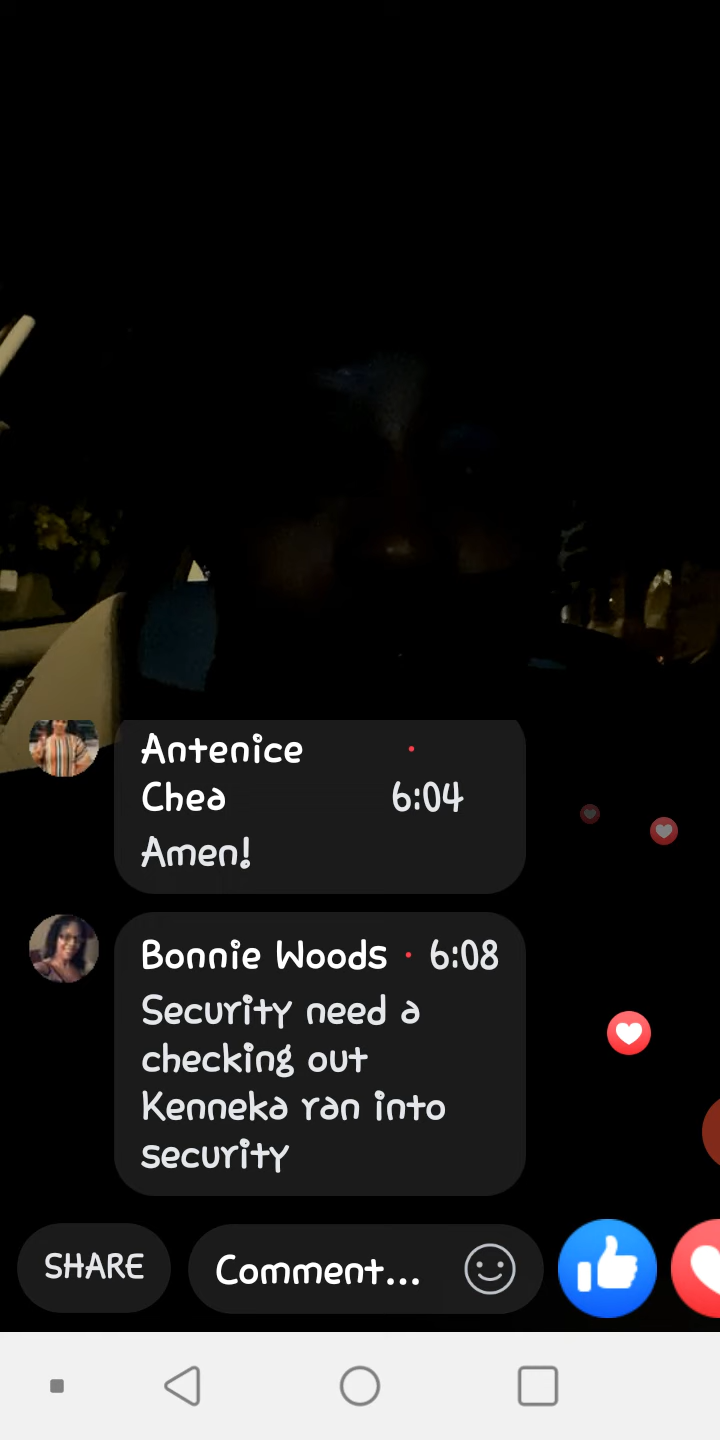 Antenice
Chea · 6:04
Amen!
Bonnie Woods · 6:08
Security need a
checking out
Kenneka ran into
security
SHARE
Comment...